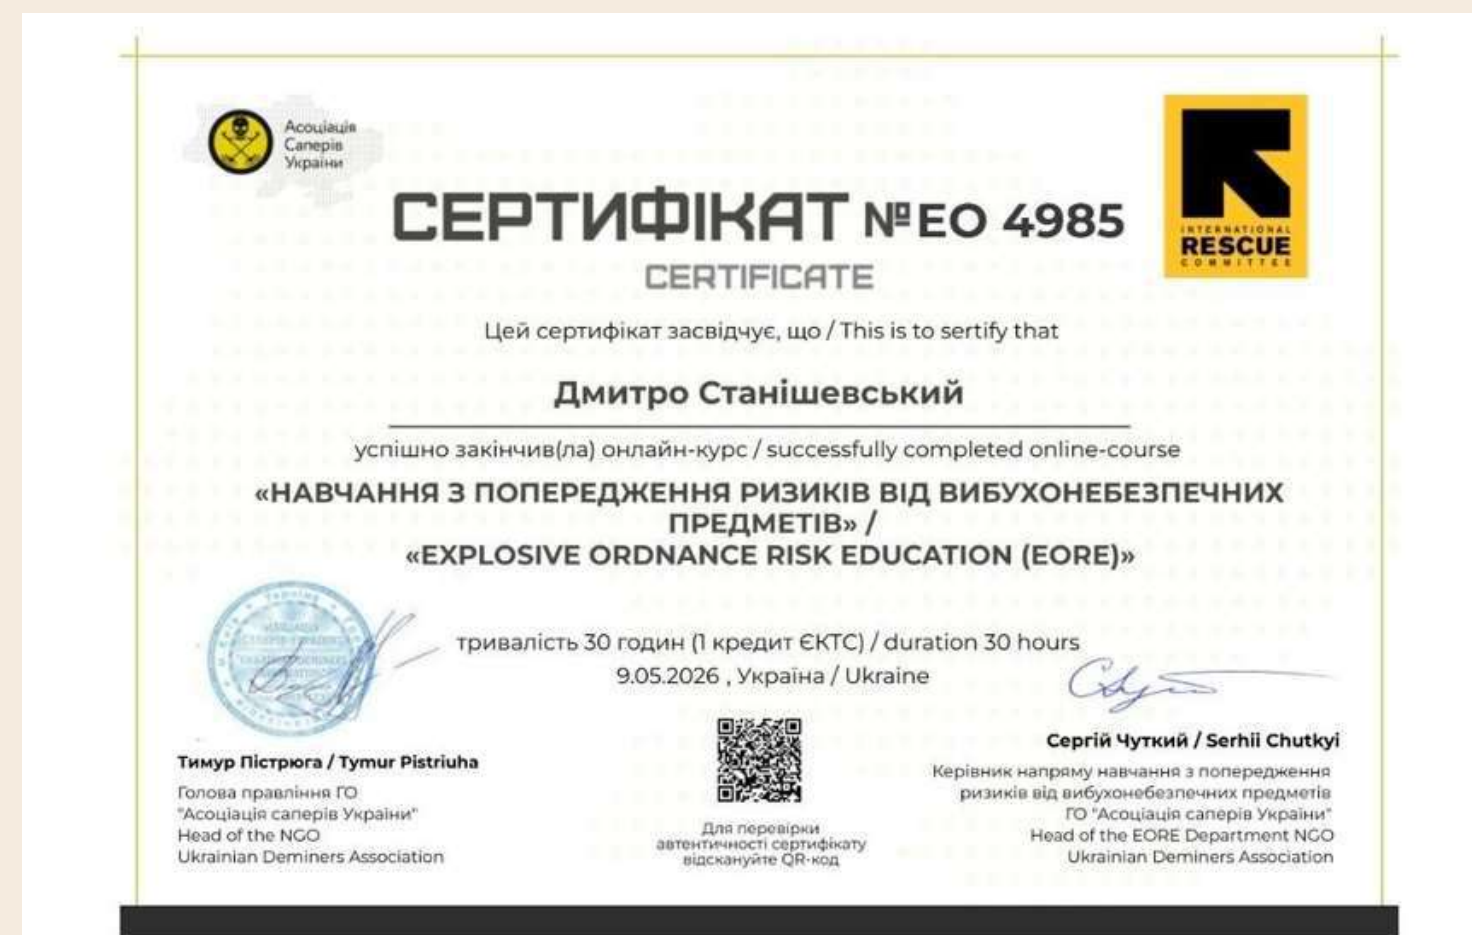 Асоціація
Саперів
України
INTERNATIONAL
RESCUE
COMMITTEE
СЕРТИФІКАТ №ЕО 4985
CERTIFICATE
Цей сертифікат засвідчує, що / This is to sertify that
Дмитро Станішевський
успішно закінчив(ла) онлайн-курс / successfully completed online-course
«НАВЧАННЯ З ПОПЕРЕДЖЕННЯ РИЗИКІВ ВІД ВИБУХОНЕБЕЗПЕЧНИХ
ПРЕДМЕТІВ» /
«EXPLOSIVE ORDNANCE RISK EDUCATION (EORE)»
тривалість 30 годин (1 кредит ЄКТС) / duration 30 hours
9.05.2026 , Україна / Ukraine
Тимур Пістрюга / Tymur Pistriuha
Голова правління ГО
"Асоціація саперів України"
Head of the NGO
Ukrainian Deminers Association
Для перевірки
автентичності сертифікату
відскануйте QR-код
Сергій Чуткий / Serhii Chutkyi
Керівник напряму навчання з попередження
ризиків від вибухонебезпечних предметів
ГО "Асоціація саперів України"
Head of the EORE Department NGO
Ukrainian Deminers Association